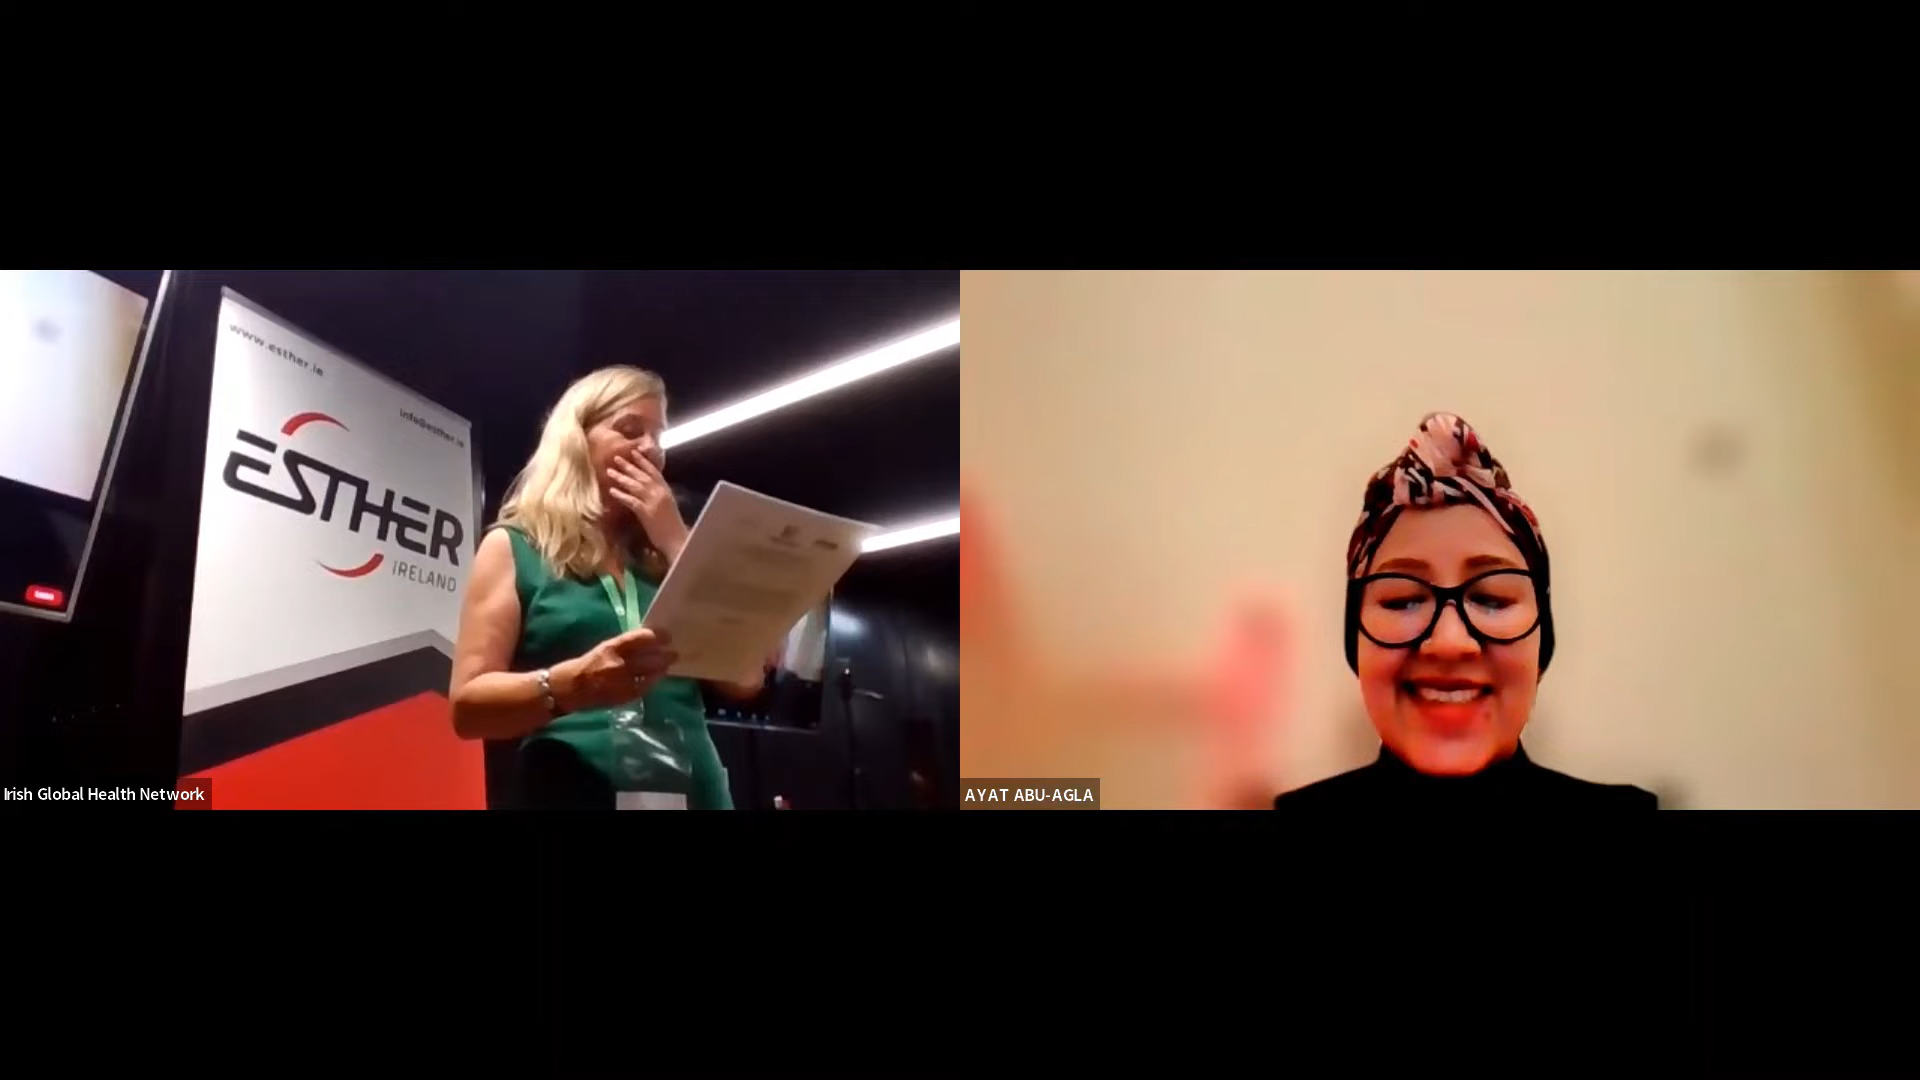 www.esther.ie
info@esther.ie
ESTHER
IRELAND
Irish Global Health Network
AYAT ABU-AGLA